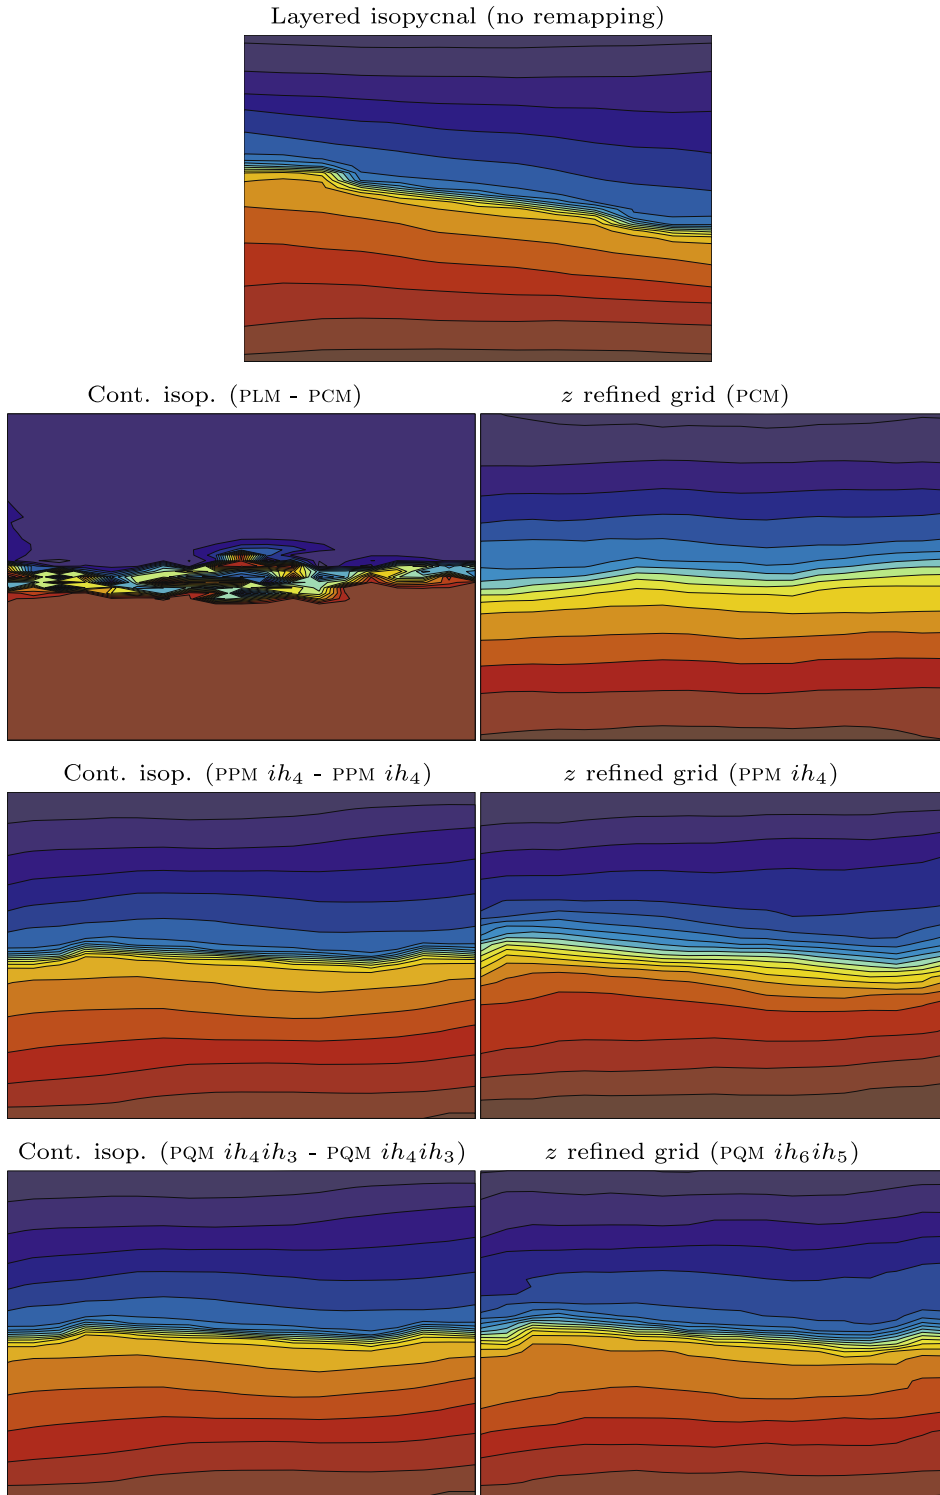 Layered isopycnal (no remapping)
Cont. isop. (PLM - PCM)
z refined grid (PCM)
Cont. isop. (PPM ih₄ - PPM ih₄)
z refined grid (PPM ih₄)
Cont. isop. (PQM ih₄ih₃ - PQM ih₄ih₃)
z refined grid (PQM ih₆ih₅)